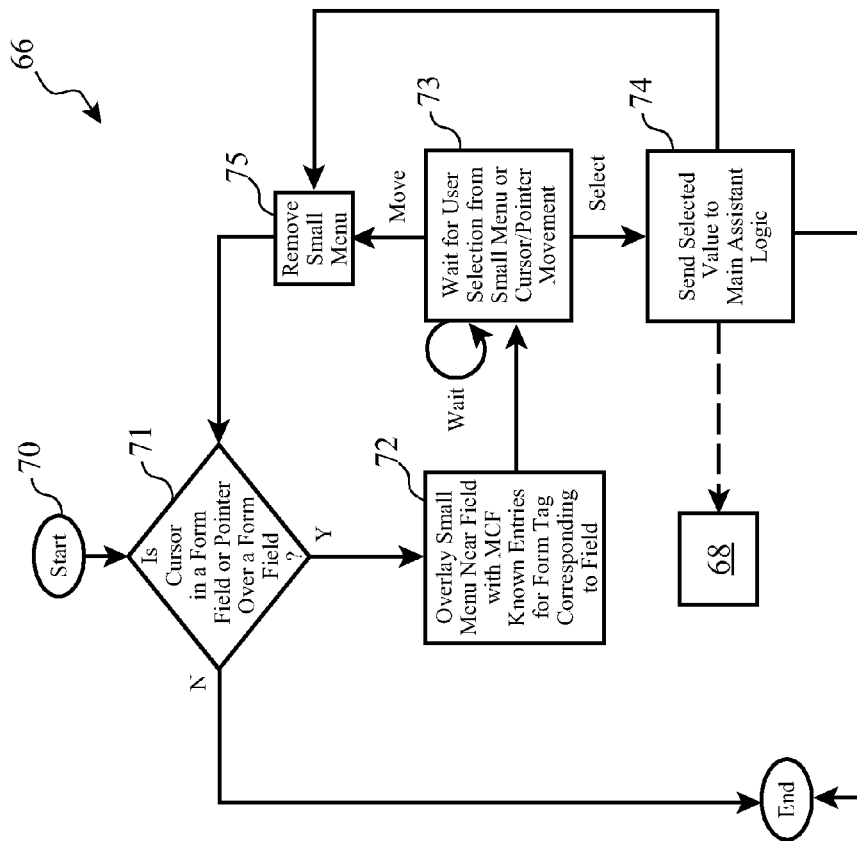 66
70
Start
71
Is
Cursor
in a Form
Field or Pointer
Over a Form
Field
?
N
Y
75
Remove
Small
Menu
72
Overlay Small
Menu Near Field
with MCF
Known Entries
for Form Tag
Corresponding
to Field
Move
73
Wait for User
Selection from
Small Menu or
Cursor/Pointer
Movement
Wait
Select
74
Send Selected
Value to
Main Assistant
Logic
68
End